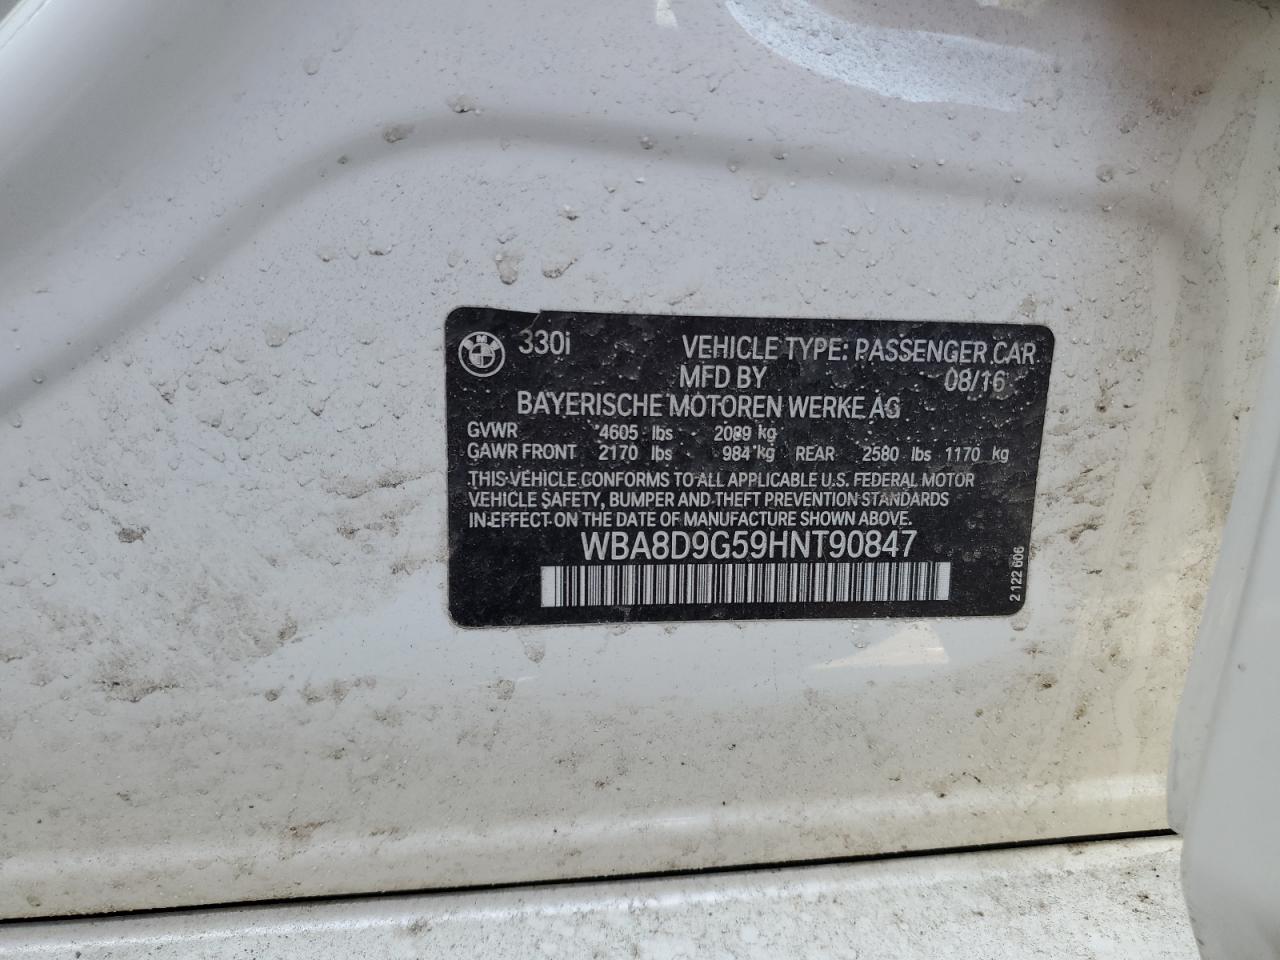 330i VEHICLE TYPE: PASSENGER CAR
MFD BY 08/16
BAYERISCHE MOTOREN WERKE AG
GVWR 4605 lbs 2089 kg
GAWR FRONT 2170 lbs 984 kg REAR 2580 lbs 1170 kg
THIS VEHICLE CONFORMS TO ALL APPLICABLE U.S. FEDERAL MOTOR
VEHICLE SAFETY, BUMPER AND THEFT PREVENTION STANDARDS
IN EFFECT ON THE DATE OF MANUFACTURE SHOWN ABOVE.
WBA8D9G59HNT90847
2 122 606